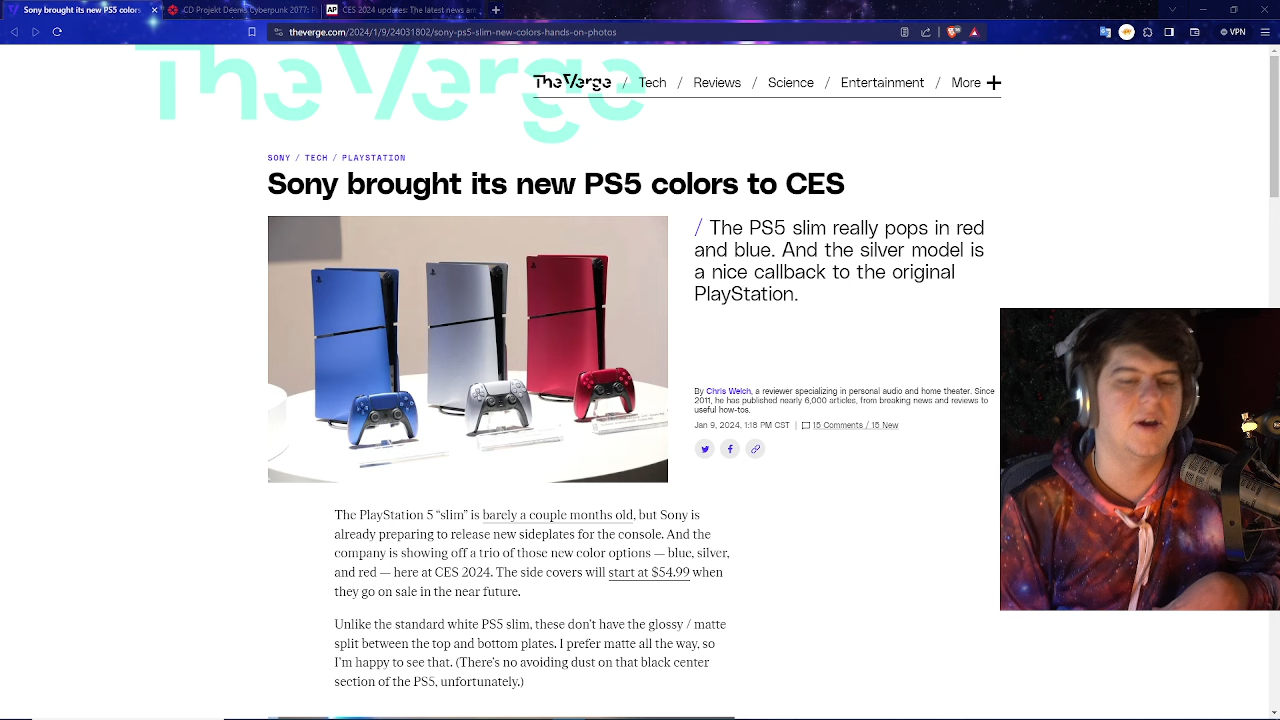 Sony brought its new PS5 colors
CD Projekt Demos Cyberpunk 2077:
AP CES 2024 updates: The latest news an
theverge.com/2024/1/9/24031802/sony-ps5-slim-new-colors-hands-on-photos
VPN
The Verge
The Verge / Tech / Reviews / Science / Entertainment / More +
SONY / TECH / PLAYSTATION
Sony brought its new PS5 colors to CES
/ The PS5 slim really pops in red
and blue. And the silver model is
a nice callback to the original
PlayStation.
By Chris Welch, a reviewer specializing in personal audio and home theater. Since
2011, he has published nearly 6,000 articles, from breaking news and reviews to
useful how-tos.
Jan 9, 2024, 1:18 PM CST | 15 Comments / 15 New
The PlayStation 5 “slim” is barely a couple months old, but Sony is
already preparing to release new sideplates for the console. And the
company is showing off a trio of those new color options — blue, silver,
and red — here at CES 2024. The side covers will start at $54.99 when
they go on sale in the near future.
Unlike the standard white PS5 slim, these don’t have the glossy / matte
split between the top and bottom plates. I prefer matte all the way, so
I’m happy to see that. (There’s no avoiding dust on that black center
section of the PS5, unfortunately.)